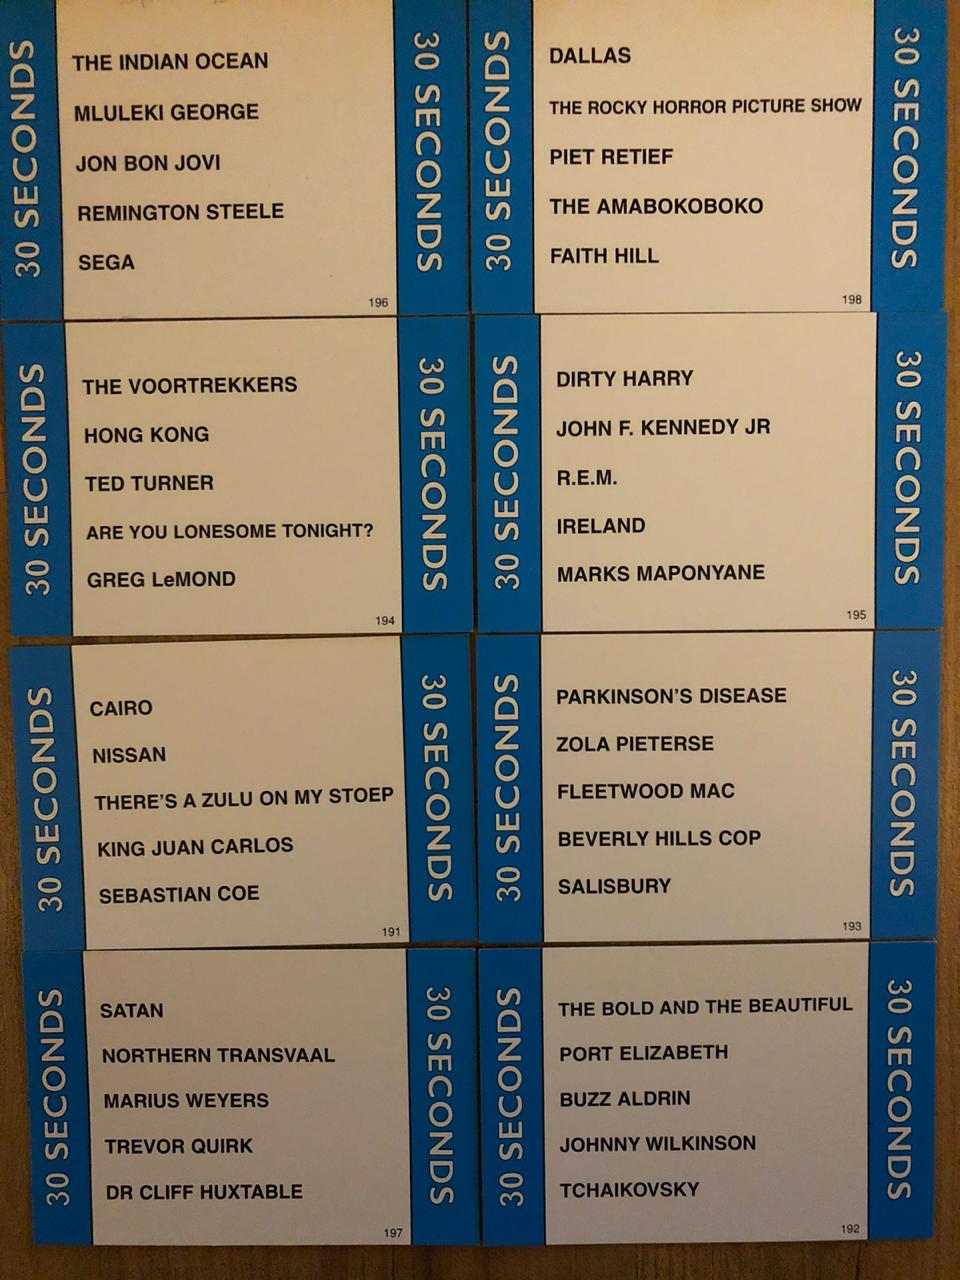 30 SECONDS
THE INDIAN OCEAN
MLULEKI GEORGE
JON BON JOVI
REMINGTON STEELE
SEGA
196
30 SECONDS
30 SECONDS
DALLAS
THE ROCKY HORROR PICTURE SHOW
PIET RETIEF
THE AMABOKOBOKO
FAITH HILL
198
30 SECONDS
30 SECONDS
THE VOORTREKKERS
HONG KONG
TED TURNER
ARE YOU LONESOME TONIGHT?
GREG LeMOND
194
30 SECONDS
30 SECONDS
DIRTY HARRY
JOHN F. KENNEDY JR
R.E.M.
IRELAND
MARKS MAPONYANE
195
30 SECONDS
30 SECONDS
CAIRO
NISSAN
THERE'S A ZULU ON MY STOEP
KING JUAN CARLOS
SEBASTIAN COE
191
30 SECONDS
30 SECONDS
PARKINSON'S DISEASE
ZOLA PIETERSE
FLEETWOOD MAC
BEVERLY HILLS COP
SALISBURY
193
30 SECONDS
30 SECONDS
SATAN
NORTHERN TRANSVAAL
MARIUS WEYERS
TREVOR QUIRK
DR CLIFF HUXTABLE
197
30 SECONDS
30 SECONDS
THE BOLD AND THE BEAUTIFUL
PORT ELIZABETH
BUZZ ALDRIN
JOHNNY WILKINSON
TCHAIKOVSKY
192
30 SECONDS